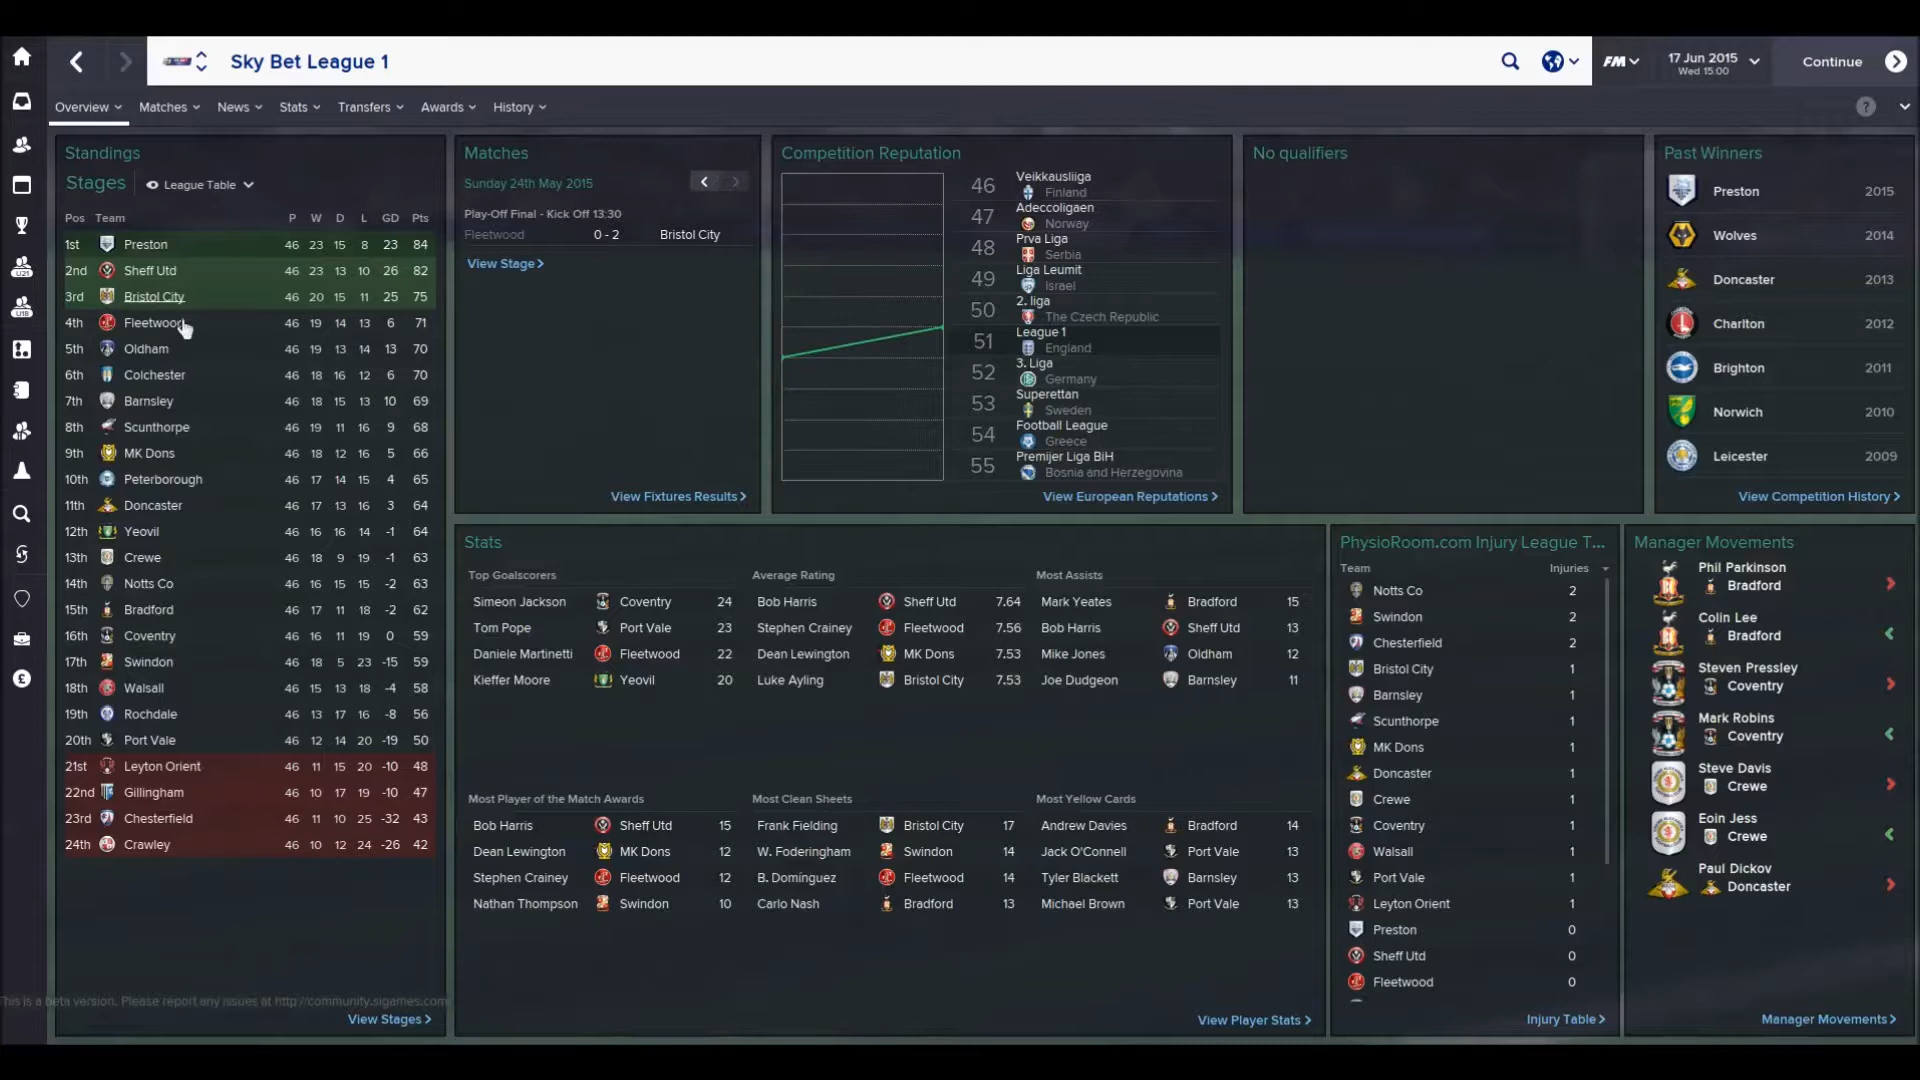 Sky Bet League 1
FM
17 Jun 2015
Wed 15:00
Continue
Overview
Matches
News
Stats
Transfers
Awards
History
?
Standings
Stages
League Table
Pos Team P W D L GD Pts
1st Preston 46 23 15 8 23 84
2nd Sheff Utd 46 23 13 10 26 82
3rd Bristol City 46 20 15 11 25 75
4th Fleetwood 46 19 14 13 6 71
5th Oldham 46 19 13 14 13 70
6th Colchester 46 18 16 12 6 70
7th Barnsley 46 18 15 13 10 69
8th Scunthorpe 46 19 11 16 9 68
9th MK Dons 46 18 12 16 5 66
10th Peterborough 46 17 14 15 4 65
11th Doncaster 46 17 13 16 3 64
12th Yeovil 46 16 16 14 -1 64
13th Crewe 46 18 9 19 -1 63
14th Notts Co 46 16 15 15 -2 63
15th Bradford 46 17 11 18 -2 62
16th Coventry 46 16 11 19 0 59
17th Swindon 46 18 5 23 -15 59
18th Walsall 46 15 13 18 -4 58
19th Rochdale 46 13 17 16 -8 56
20th Port Vale 46 12 14 20 -19 50
21st Leyton Orient 46 11 15 20 -10 48
22nd Gillingham 46 10 17 19 -10 47
23rd Chesterfield 46 11 10 25 -32 43
24th Crawley 46 10 12 24 -26 42
This is a beta version. Please report any issues at http://community.sigames.com
View Stages
Matches
Sunday 24th May 2015
Play-Off Final - Kick Off 13:30
Fleetwood 0 - 2 Bristol City
View Stage
View Fixtures Results
Competition Reputation
46 Veikkausliiga
Finland
47 Adeccoligaen
Norway
48 Prva Liga
Serbia
49 Liga Leumit
Israel
50 2. liga
The Czech Republic
51 League 1
England
52 3. Liga
Germany
53 Superettan
Sweden
54 Football League
Greece
55 Premijer Liga BiH
Bosnia and Herzegovina
View European Reputations
No qualifiers
Past Winners
Preston 2015
Wolves 2014
Doncaster 2013
Charlton 2012
Brighton 2011
Norwich 2010
Leicester 2009
View Competition History
Stats
Top Goalscorers
Simeon Jackson Coventry 24
Tom Pope Port Vale 23
Daniele Martinetti Fleetwood 22
Kieffer Moore Yeovil 20
Average Rating
Bob Harris Sheff Utd 7.64
Stephen Crainey Fleetwood 7.56
Dean Lewington MK Dons 7.53
Luke Ayling Bristol City 7.53
Most Assists
Mark Yeates Bradford 15
Bob Harris Sheff Utd 13
Mike Jones Oldham 12
Joe Dudgeon Barnsley 11
Most Player of the Match Awards
Bob Harris Sheff Utd 15
Dean Lewington MK Dons 12
Stephen Crainey Fleetwood 12
Nathan Thompson Swindon 10
Most Clean Sheets
Frank Fielding Bristol City 17
W. Foderingham Swindon 14
B. Domínguez Fleetwood 14
Carlo Nash Bradford 13
Most Yellow Cards
Andrew Davies Bradford 14
Jack O'Connell Port Vale 13
Tyler Blackett Barnsley 13
Michael Brown Port Vale 13
View Player Stats
PhysioRoom.com Injury League T...
Team Injuries
Notts Co 2
Swindon 2
Chesterfield 2
Bristol City 1
Barnsley 1
Scunthorpe 1
MK Dons 1
Doncaster 1
Crewe 1
Coventry 1
Walsall 1
Port Vale 1
Leyton Orient 1
Preston 0
Sheff Utd 0
Fleetwood 0
Injury Table
Manager Movements
Phil Parkinson
Bradford
Colin Lee
Bradford
Steven Pressley
Coventry
Mark Robins
Coventry
Steve Davis
Crewe
Eoin Jess
Crewe
Paul Dickov
Doncaster
Manager Movements
U21
U18
£